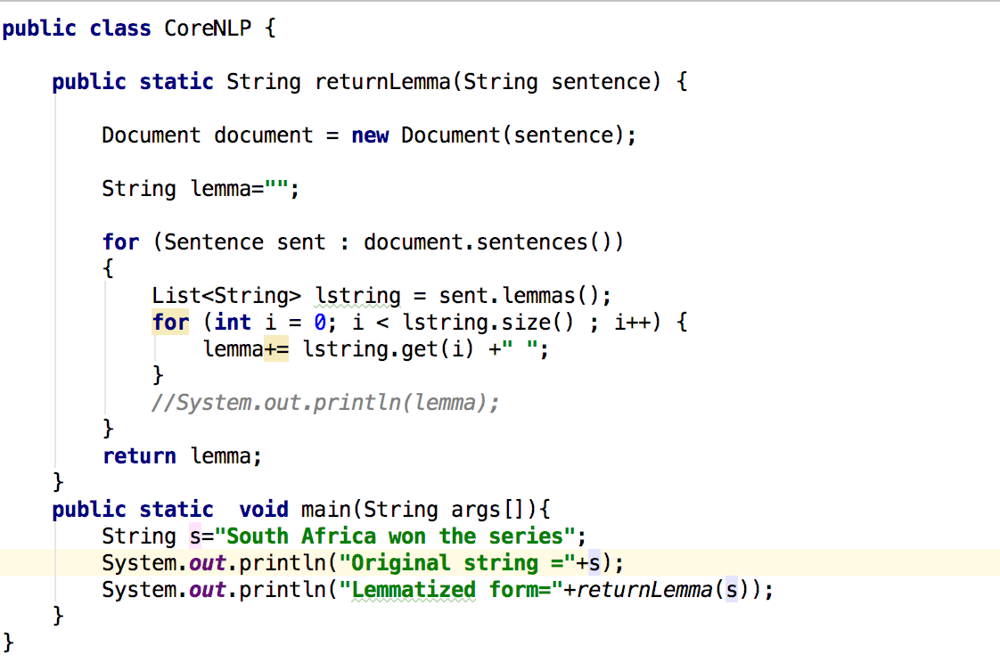 public class CoreNLP {
    public static String returnLemma(String sentence) {
        Document document = new Document(sentence);
        String lemma="";
        for (Sentence sent : document.sentences())
        {
            List<String> lstring = sent.lemmas();
            for (int i = 0; i < lstring.size() ; i++) {
                lemma+= lstring.get(i) +" ";
            }
            //System.out.println(lemma);
        }
        return lemma;
    }
    public static  void main(String args[]){
        String s="South Africa won the series";
        System.out.println("Original string ="+s);
        System.out.println("Lemmatized form="+returnLemma(s));
    }
}